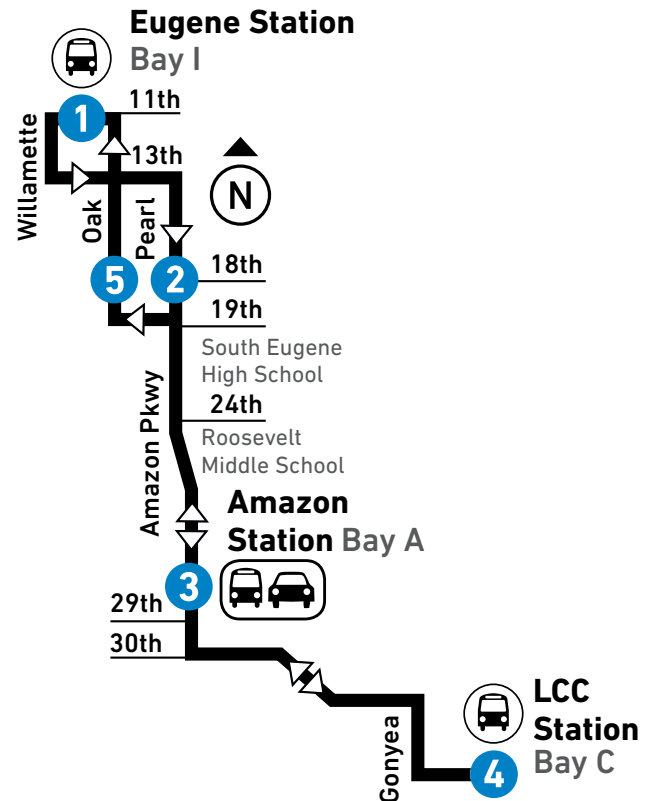 Eugene Station
Bay I
1
11th
Willamette
13th
N
Oak
Pearl
5
2
18th
19th
South Eugene
High School
24th
Amazon Pkwy
Roosevelt
Middle School
Amazon
Station Bay A
3
29th
30th
LCC
Station
Bay C
Gonyea
4